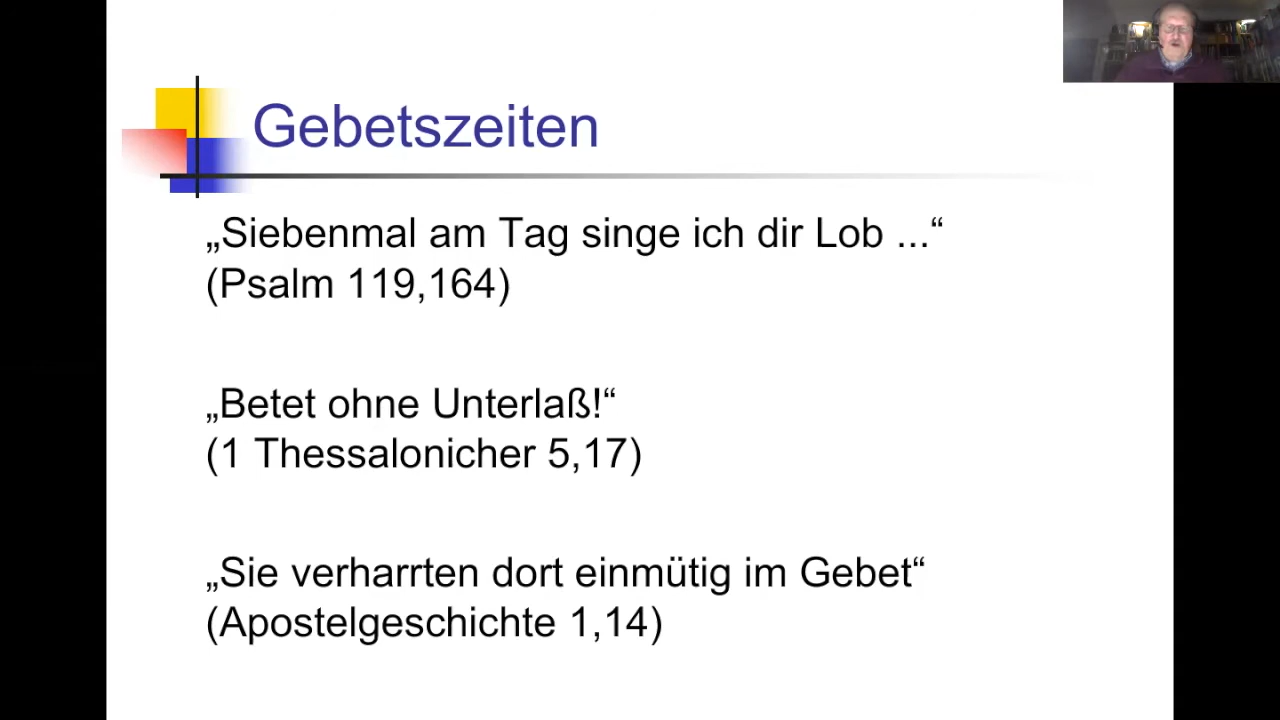 Gebetszeiten
„Siebenmal am Tag singe ich dir Lob ...“
(Psalm 119,164)
„Betet ohne Unterlaß!“
(1 Thessalonicher 5,17)
„Sie verharrten dort einmütig im Gebet“
(Apostelgeschichte 1,14)